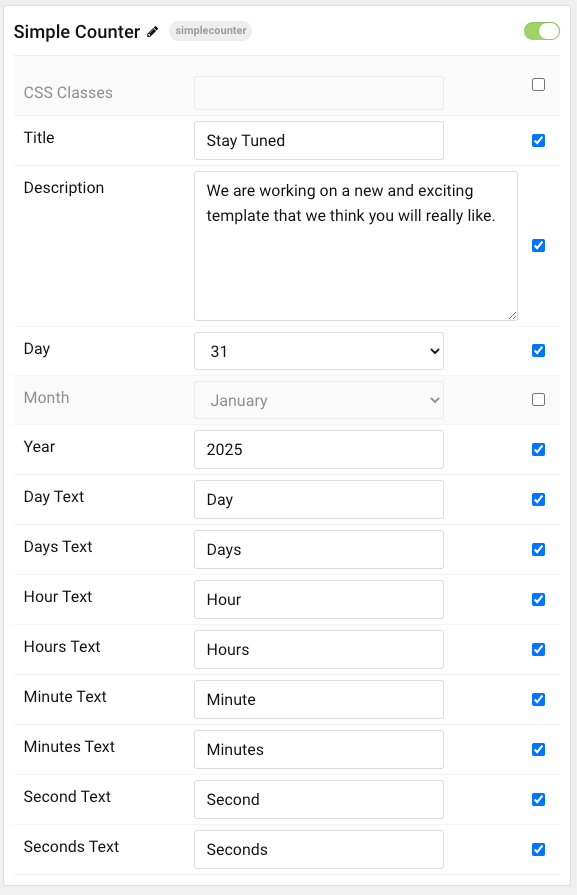 Simple Counter simplecounter
CSS Classes
Title Stay Tuned
Description We are working on a new and exciting
template that we think you will really like.
Day 31
Month January
Year 2025
Day Text Day
Days Text Days
Hour Text Hour
Hours Text Hours
Minute Text Minute
Minutes Text Minutes
Second Text Second
Seconds Text Seconds